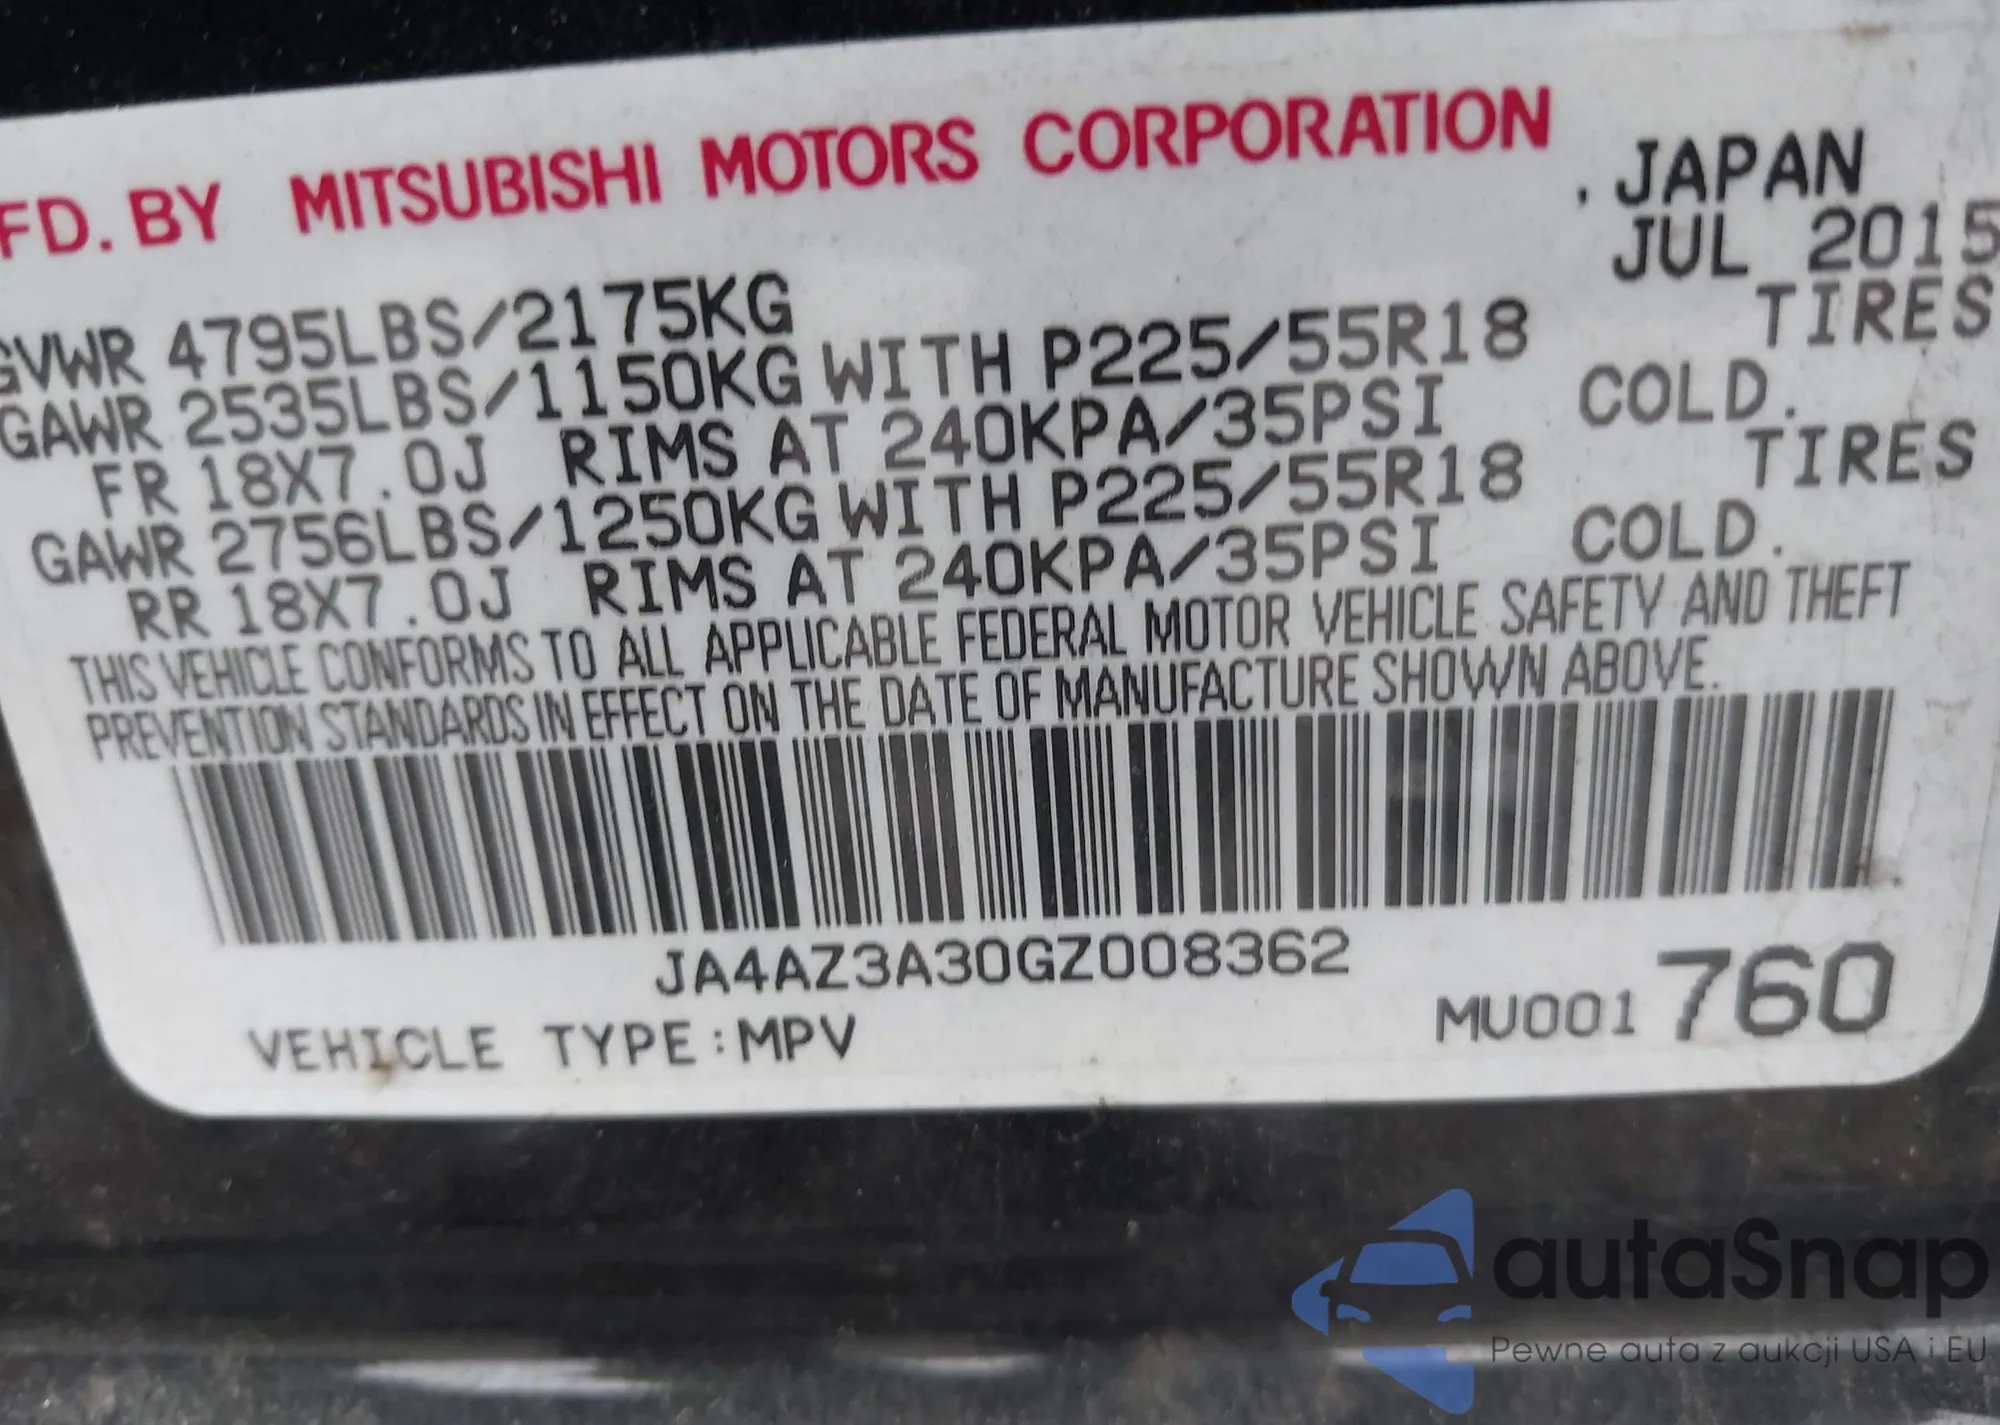 FD. BY MITSUBISHI MOTORS CORPORATION
. JAPAN
JUL 2015
GVWR 4795LBS/2175KG
GAWR 2535LBS/1150KG WITH P225/55R18 TIRES
FR 18X7.0J RIMS AT 240KPA/35PSI COLD.
GAWR 2756LBS/1250KG WITH P225/55R18 TIRES
RR 18X7.0J RIMS AT 240KPA/35PSI COLD.
THIS VEHICLE CONFORMS TO ALL APPLICABLE FEDERAL MOTOR VEHICLE SAFETY AND THEFT
PREVENTION STANDARDS IN EFFECT ON THE DATE OF MANUFACTURE SHOWN ABOVE.
JA4AZ3A30GZ008362
VEHICLE TYPE:MPV
MU001760
autaSnap
Pewne auta z aukcji USA i EU